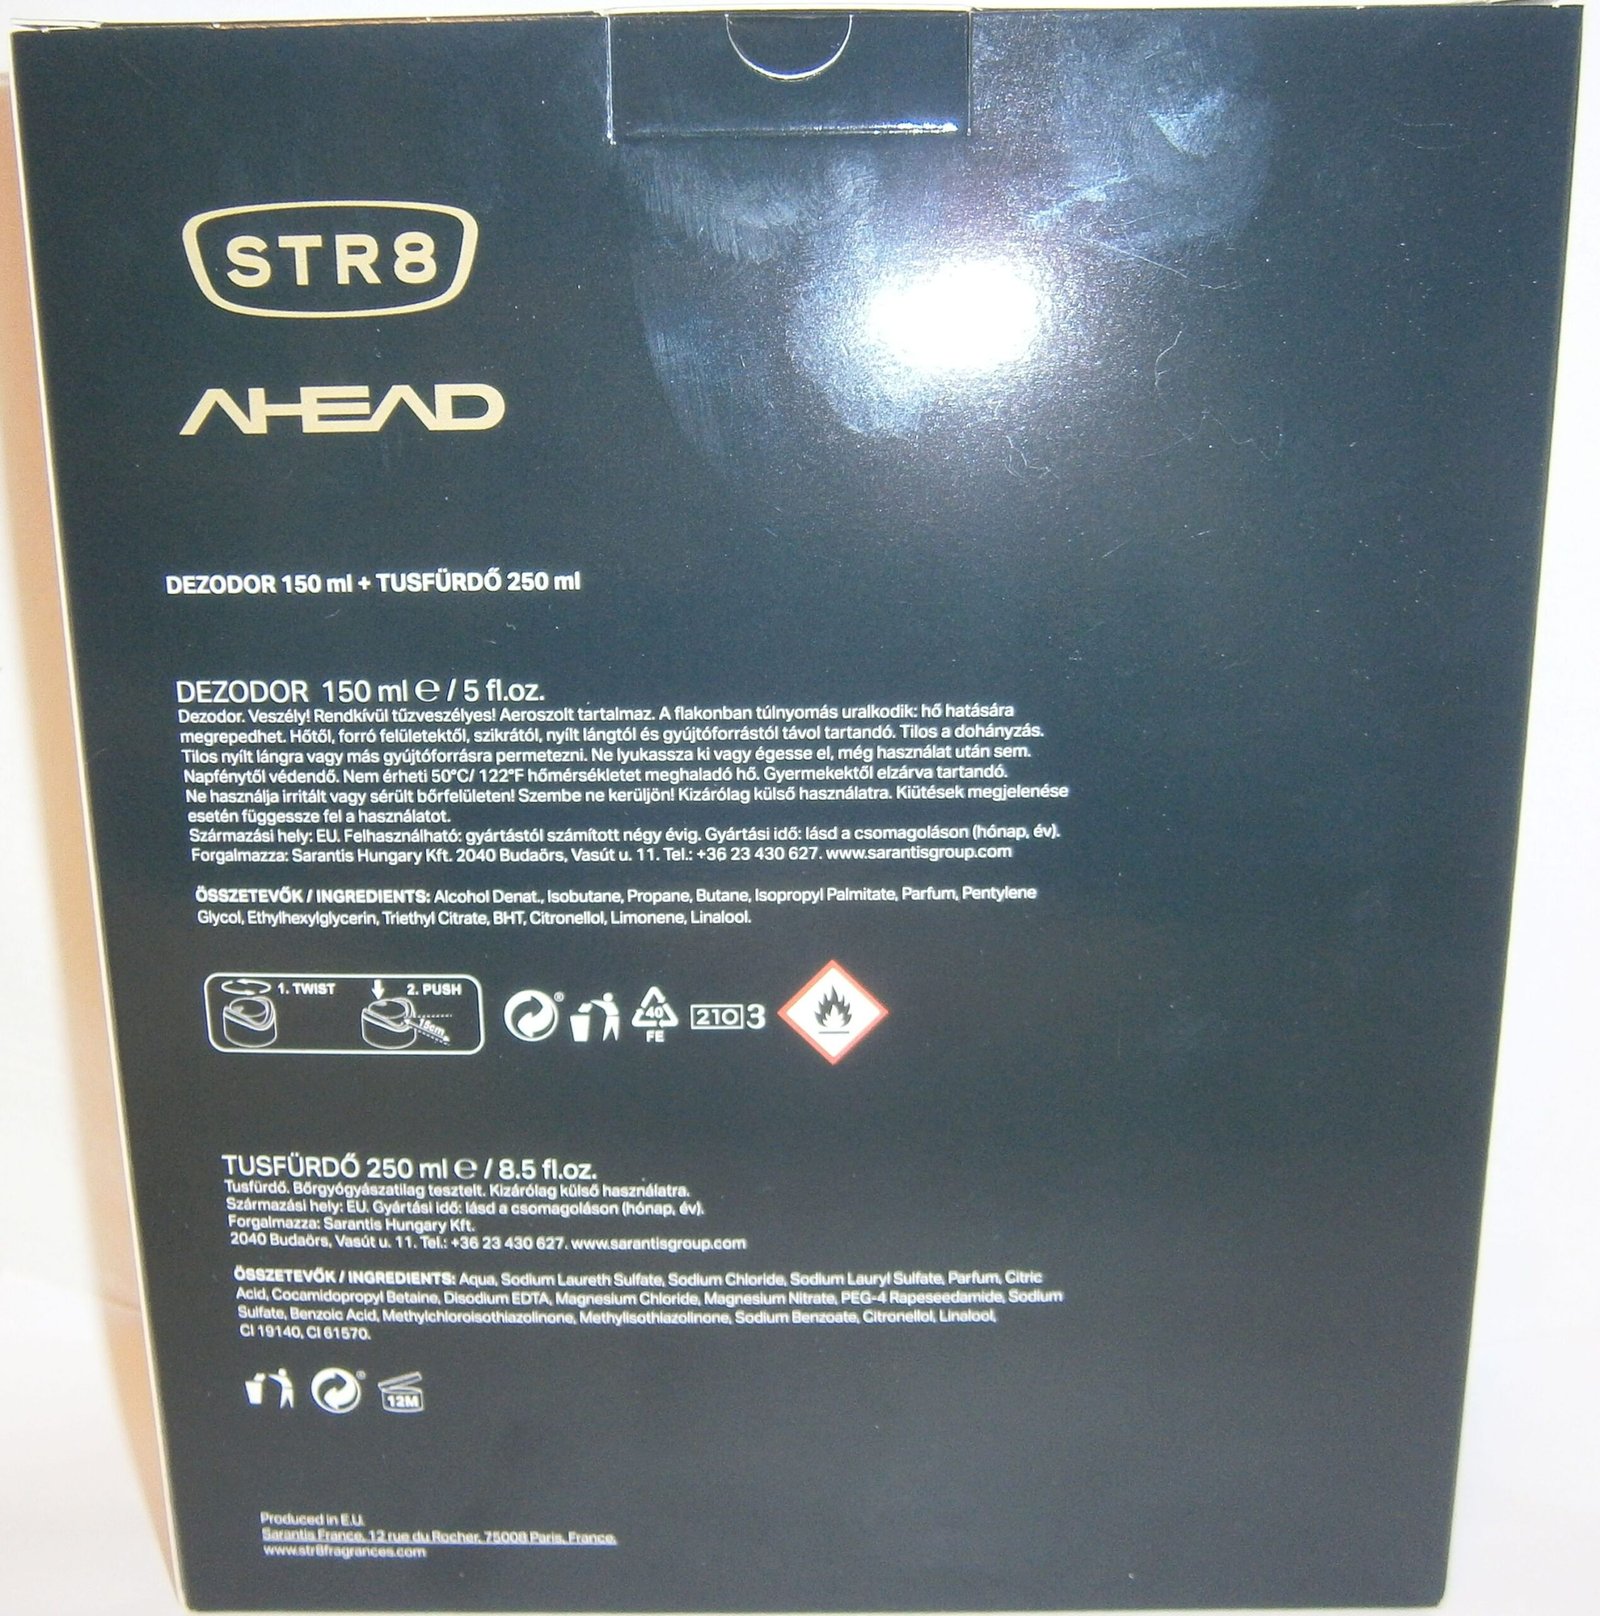 STR8
AHEAD
DEZODOR 150 ml + TUSFÜRDŐ 250 ml
DEZODOR 150 ml ℮ / 5 fl.oz.
Dezodor. Veszély! Rendkívül tűzveszélyes! Aeroszolt tartalmaz. A flakonban túlnyomás uralkodik: hő hatására
megrepedhet. Hőtől, forró felületektől, szikrától, nyílt lángtól és gyújtóforrástól távol tartandó. Tilos a dohányzás.
Tilos nyílt lángra vagy más gyújtóforrásra permetezni. Ne lyukassza ki vagy égesse el, még használat után sem.
Napfénytől védendő. Nem érheti 50°C/ 122°F hőmérsékletet meghaladó hő. Gyermekektől elzárva tartandó.
Ne használja irritált vagy sérült bőrfelületen! Szembe ne kerüljön! Kizárólag külső használatra. Kiütések megjelenése
esetén függessze fel a használatot.
Származási hely: EU. Felhasználható: gyártástól számított négy évig. Gyártási idő: lásd a csomagoláson (hónap, év).
Forgalmazza: Sarantis Hungary Kft. 2040 Budaörs, Vasút u. 11. Tel.: +36 23 430 627. www.sarantisgroup.com
ÖSSZETEVŐK / INGREDIENTS: Alcohol Denat., Isobutane, Propane, Butane, Isopropyl Palmitate, Parfum, Pentylene
Glycol, Ethylhexylglycerin, Triethyl Citrate, BHT, Citronellol, Limonene, Linalool.
1. TWIST 2. PUSH
15cm
® 40 2103
FE
TUSFÜRDŐ 250 ml ℮ / 8.5 fl.oz.
Tusfürdő. Bőrgyógyászatilag tesztelt. Kizárólag külső használatra.
Származási hely: EU. Gyártási idő: lásd a csomagoláson (hónap, év).
Forgalmazza: Sarantis Hungary Kft.
2040 Budaörs, Vasút u. 11. Tel.: +36 23 430 627. www.sarantisgroup.com
ÖSSZETEVŐK / INGREDIENTS: Aqua, Sodium Laureth Sulfate, Sodium Chloride, Sodium Lauryl Sulfate, Parfum, Citric
Acid, Cocamidopropyl Betaine, Disodium EDTA, Magnesium Chloride, Magnesium Nitrate, PEG-4 Rapeseedamide, Sodium
Sulfate, Benzoic Acid, Methylchloroisothiazolinone, Methylisothiazolinone, Sodium Benzoate, Citronellol, Linalool,
CI 19140, CI 61570.
® 12M
Produced in E.U.
Sarantis France, 12 rue du Rocher, 75008 Paris, France.
www.str8fragrances.com